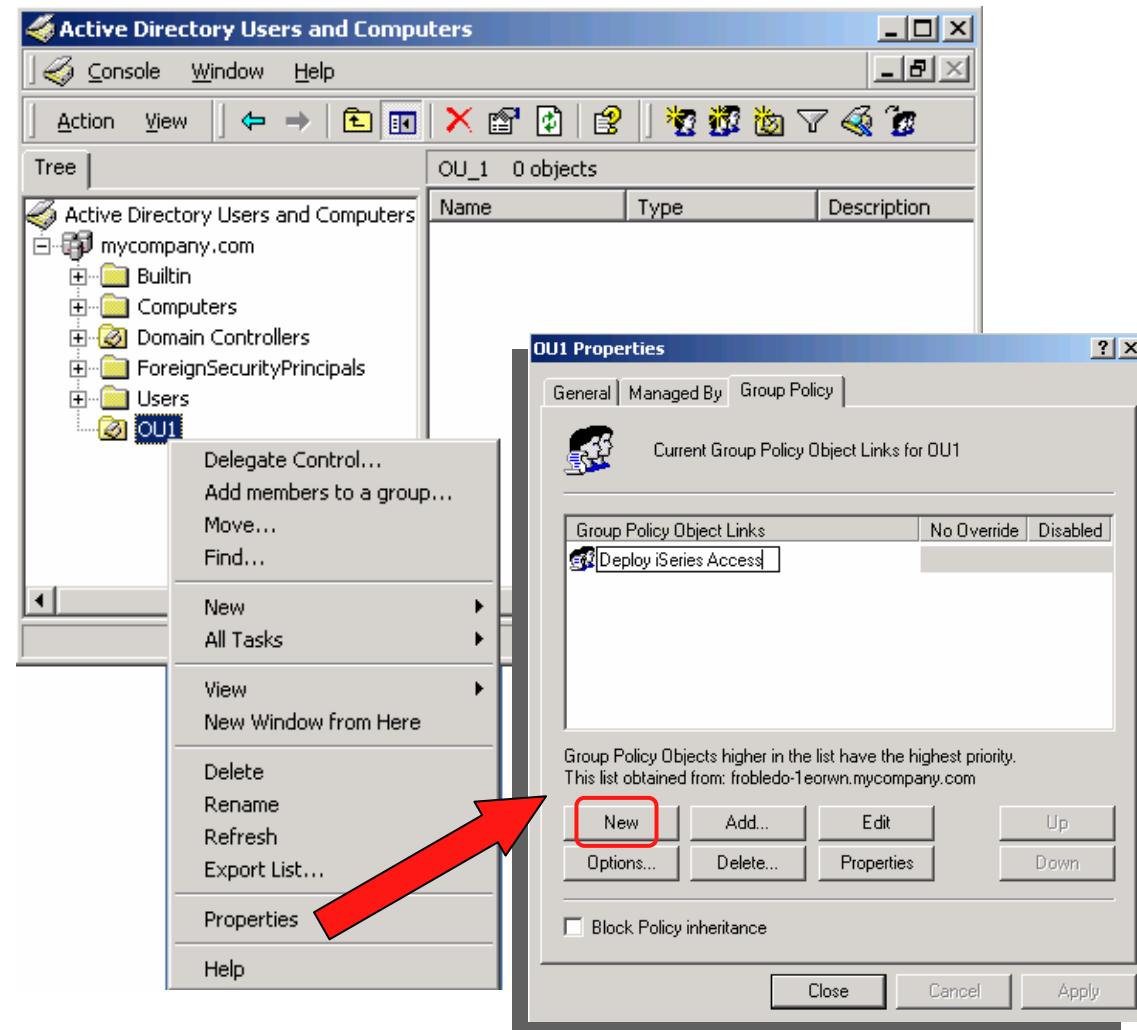 Active Directory Users and Computers
Console Window Help
Action View
Tree
OU_1 0 objects
Name Type Description
Active Directory Users and Computers
mycompany.com
Builtin
Computers
Domain Controllers
ForeignSecurityPrincipals
Users
OU1
Delegate Control...
Add members to a group...
Move...
Find...
New
All Tasks
View
New Window from Here
Delete
Rename
Refresh
Export List...
Properties
Help
OU1 Properties
General Managed By Group Policy
Current Group Policy Object Links for OU1
Group Policy Object Links No Override Disabled
Deploy iSeries Access
Group Policy Objects higher in the list have the highest priority.
This list obtained from: frobledo-1eorwn.mycompany.com
New Add... Edit Up
Options... Delete... Properties Down
Block Policy inheritance
Close Cancel Apply